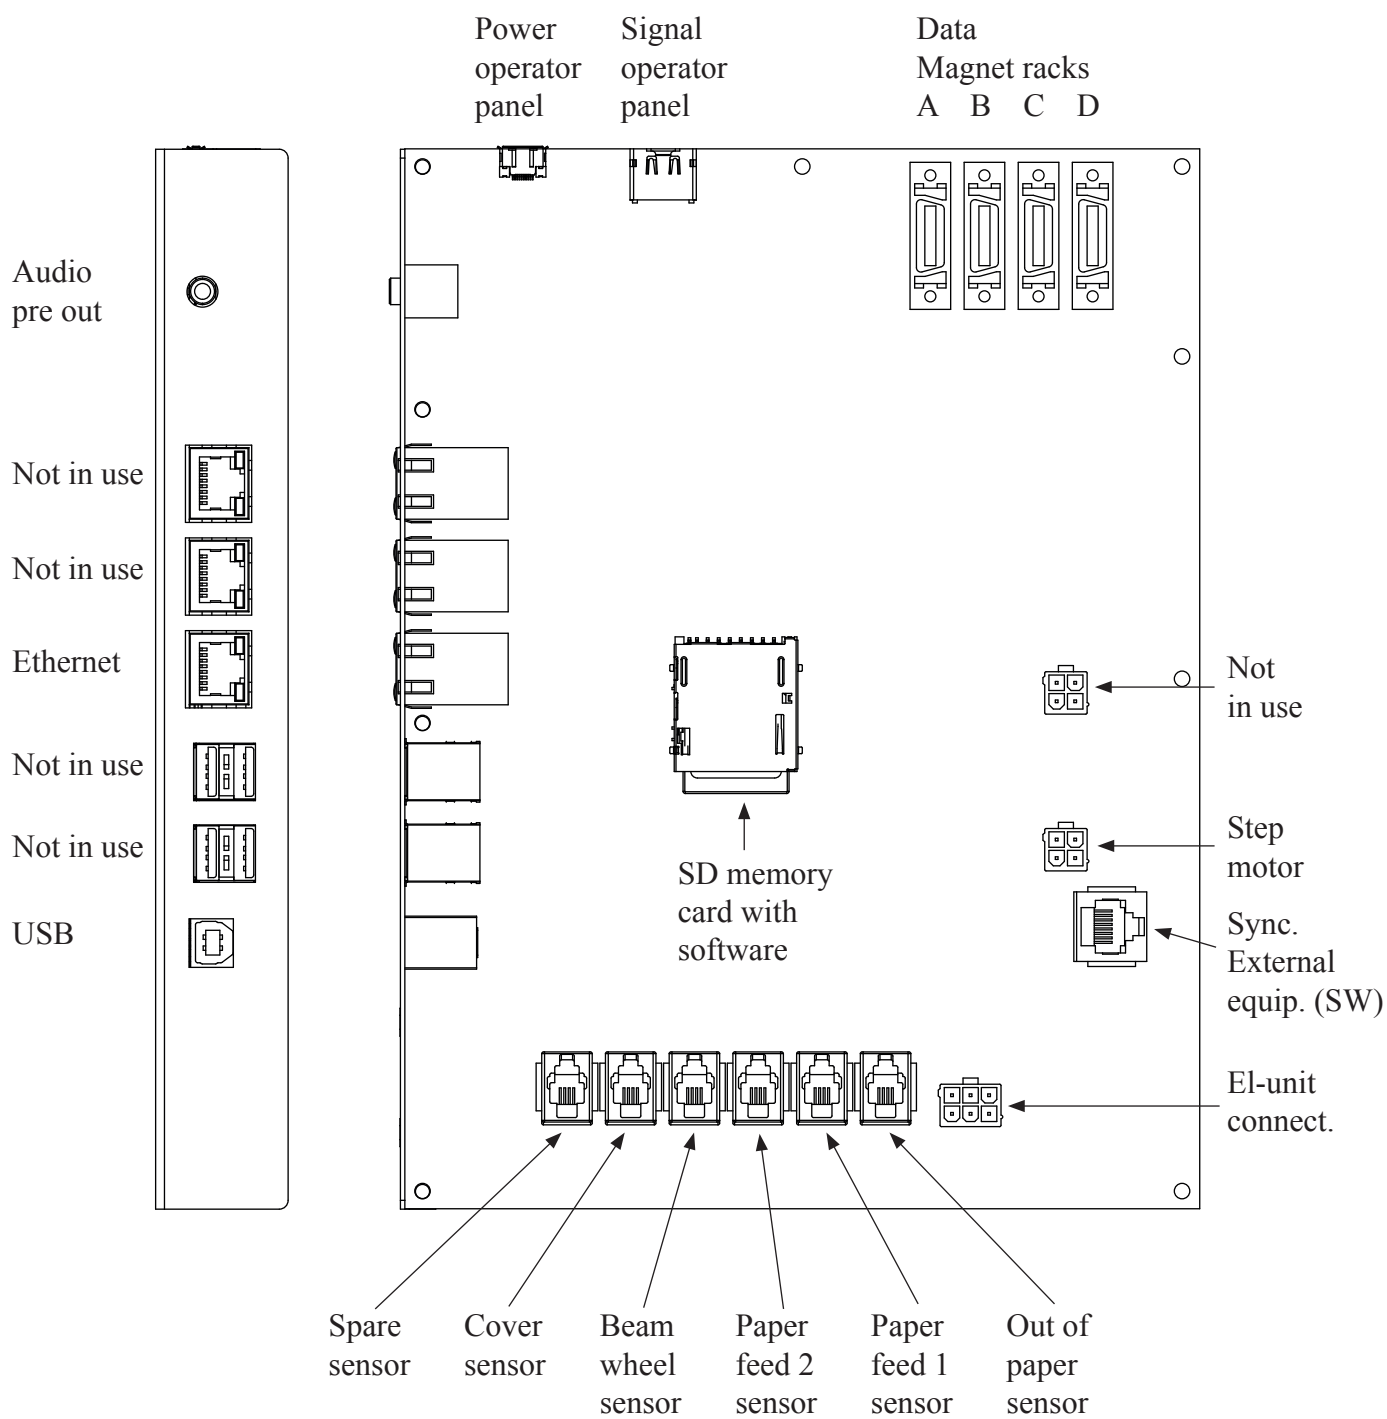 Power
operator
panel
Signal
operator
panel
Data
Magnet racks
A B C D
Audio
pre out
Not in use
Not in use
Ethernet
Not in use
Not in use
USB
SD memory
card with
software
Not
in use
Step
motor
Sync.
External
equip. (SW)
El-unit
connect.
Spare
sensor
Cover
sensor
Beam
wheel
sensor
Paper
feed 2
sensor
Paper
feed 1
sensor
Out of
paper
sensor